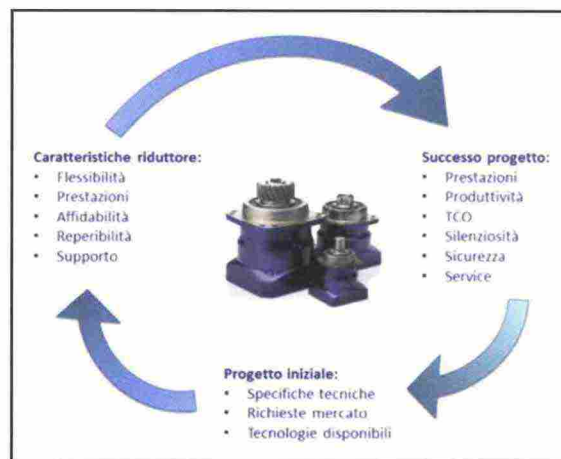 Caratteristiche riduttore:
• Flessibilità
• Prestazioni
• Affidabilità
• Reperibilità
• Supporto
Successo progetto:
• Prestazioni
• Produttività
• TCO
• Silenziosità
• Sicurezza
• Service
Progetto iniziale:
• Specifiche tecniche
• Richieste mercato
• Tecnologie disponibili